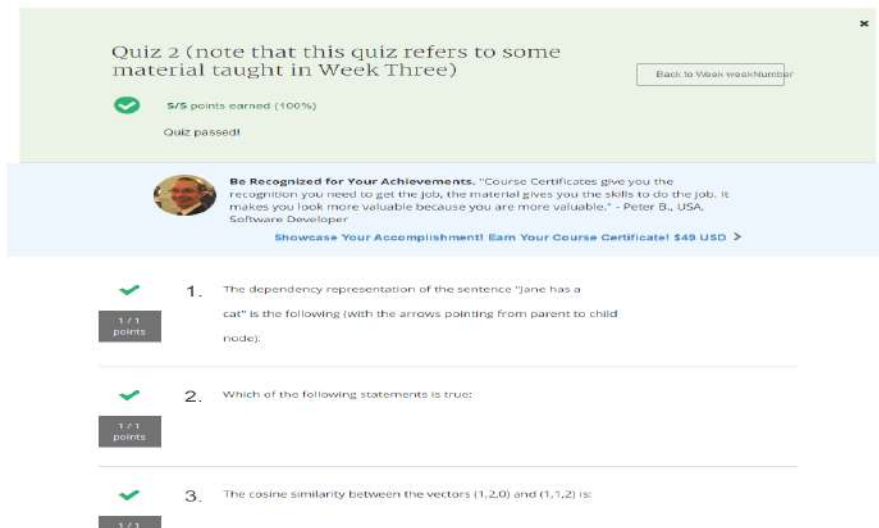 ×
Quiz 2 (note that this quiz refers to some
material taught in Week Three)
Back to Week weekNumber
5/5 points earned (100%)
Quiz passed!
Be Recognized for Your Achievements. "Course Certificates give you the
recognition you need to get the job, the material gives you the skills to do the job. It
makes you look more valuable because you are more valuable." - Peter B., USA,
Software Developer
Showcase Your Accomplishment! Earn Your Course Certificate! $49 USD >
1. The dependency representation of the sentence "Jane has a
cat" is the following (with the arrows pointing from parent to child
node):
1 / 1
points
2. Which of the following statements is true:
1 / 1
points
3. The cosine similarity between the vectors (1,2,0) and (1,1,2) is:
1 / 1